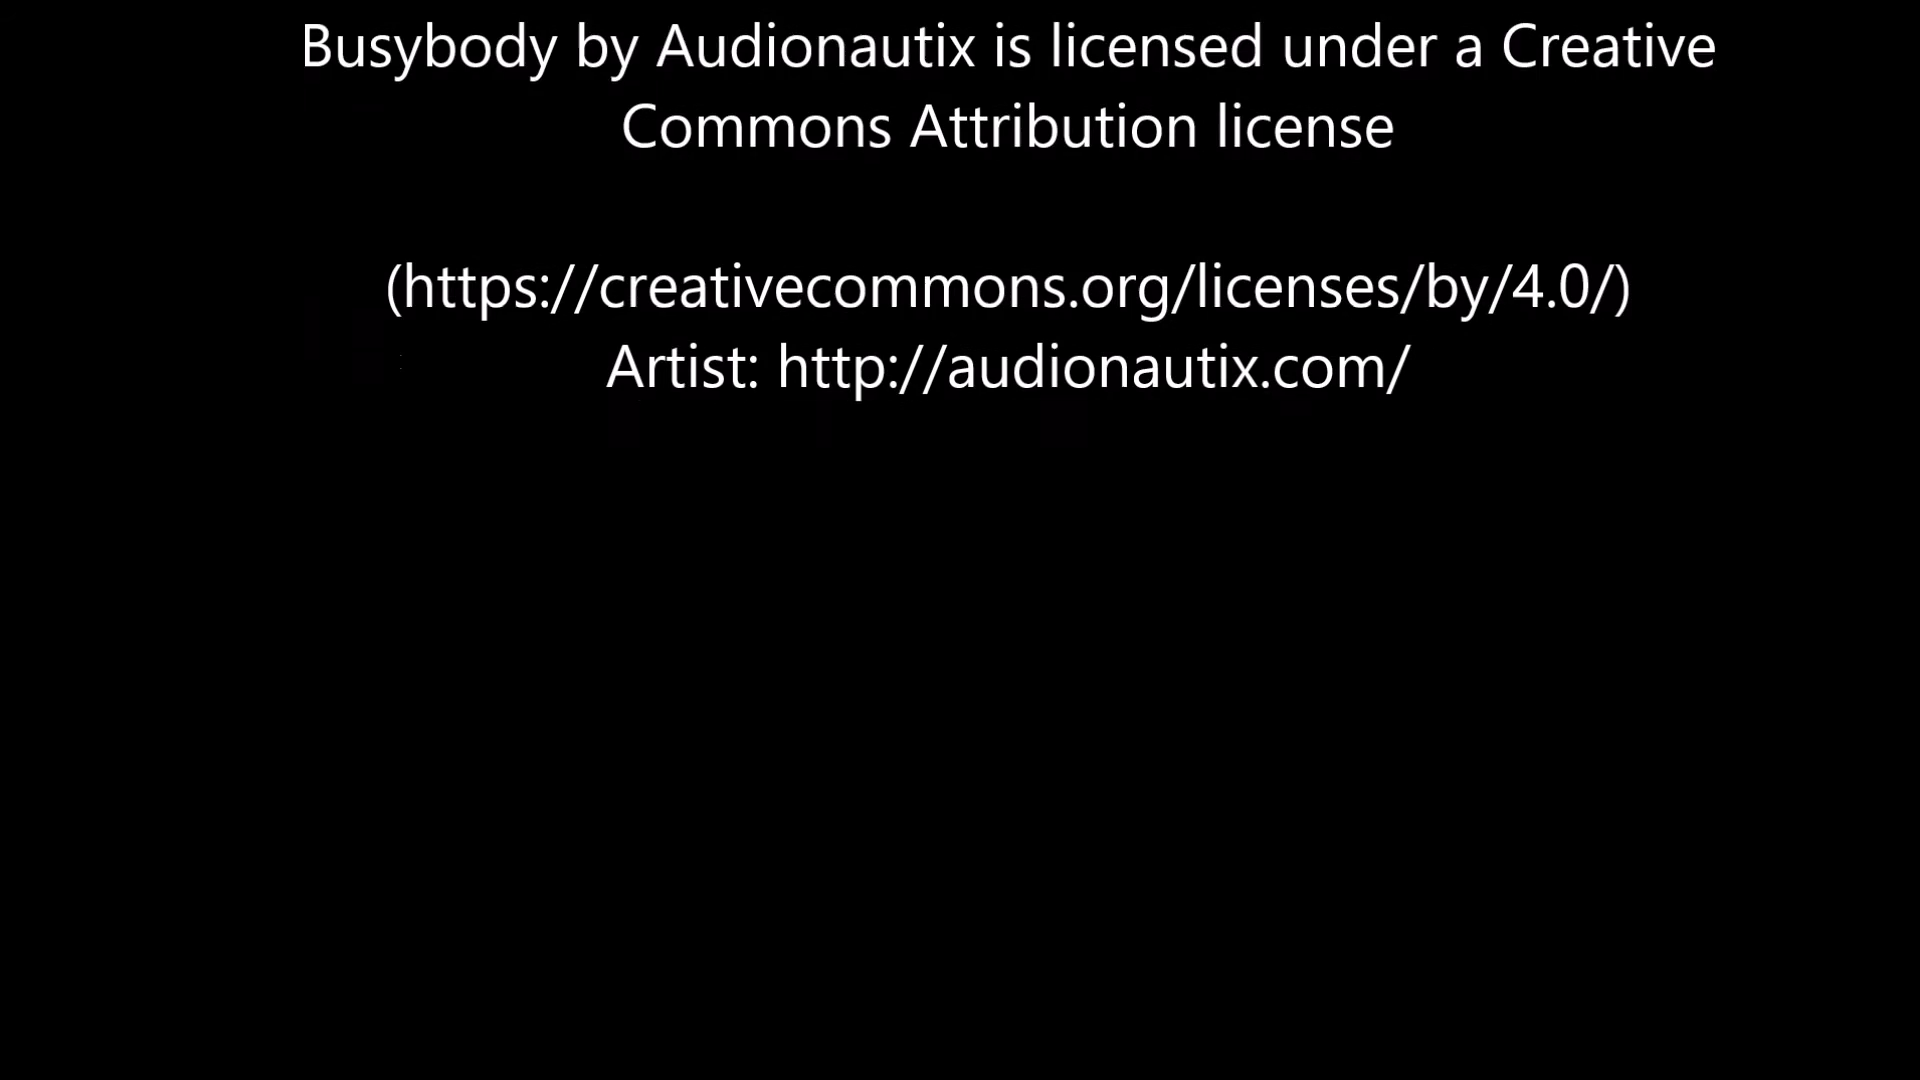 Busybody by Audionautix is licensed under a Creative
Commons Attribution license
(https://creativecommons.org/licenses/by/4.0/)
Artist: http://audionautix.com/